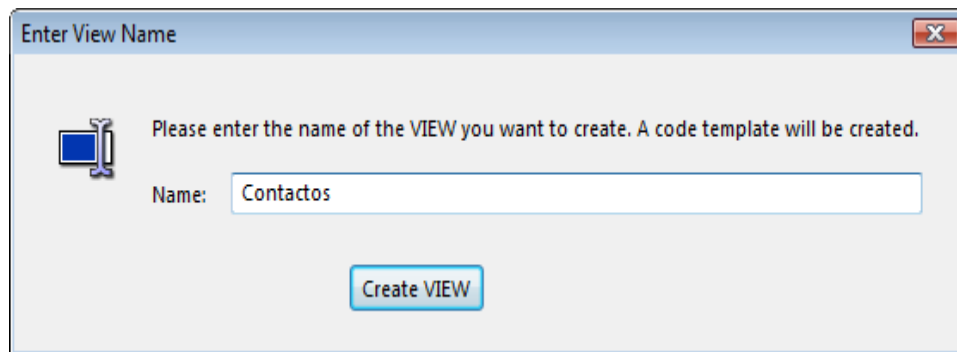 Enter View Name
Please enter the name of the VIEW you want to create. A code template will be created.
Name: Contactos
Create VIEW